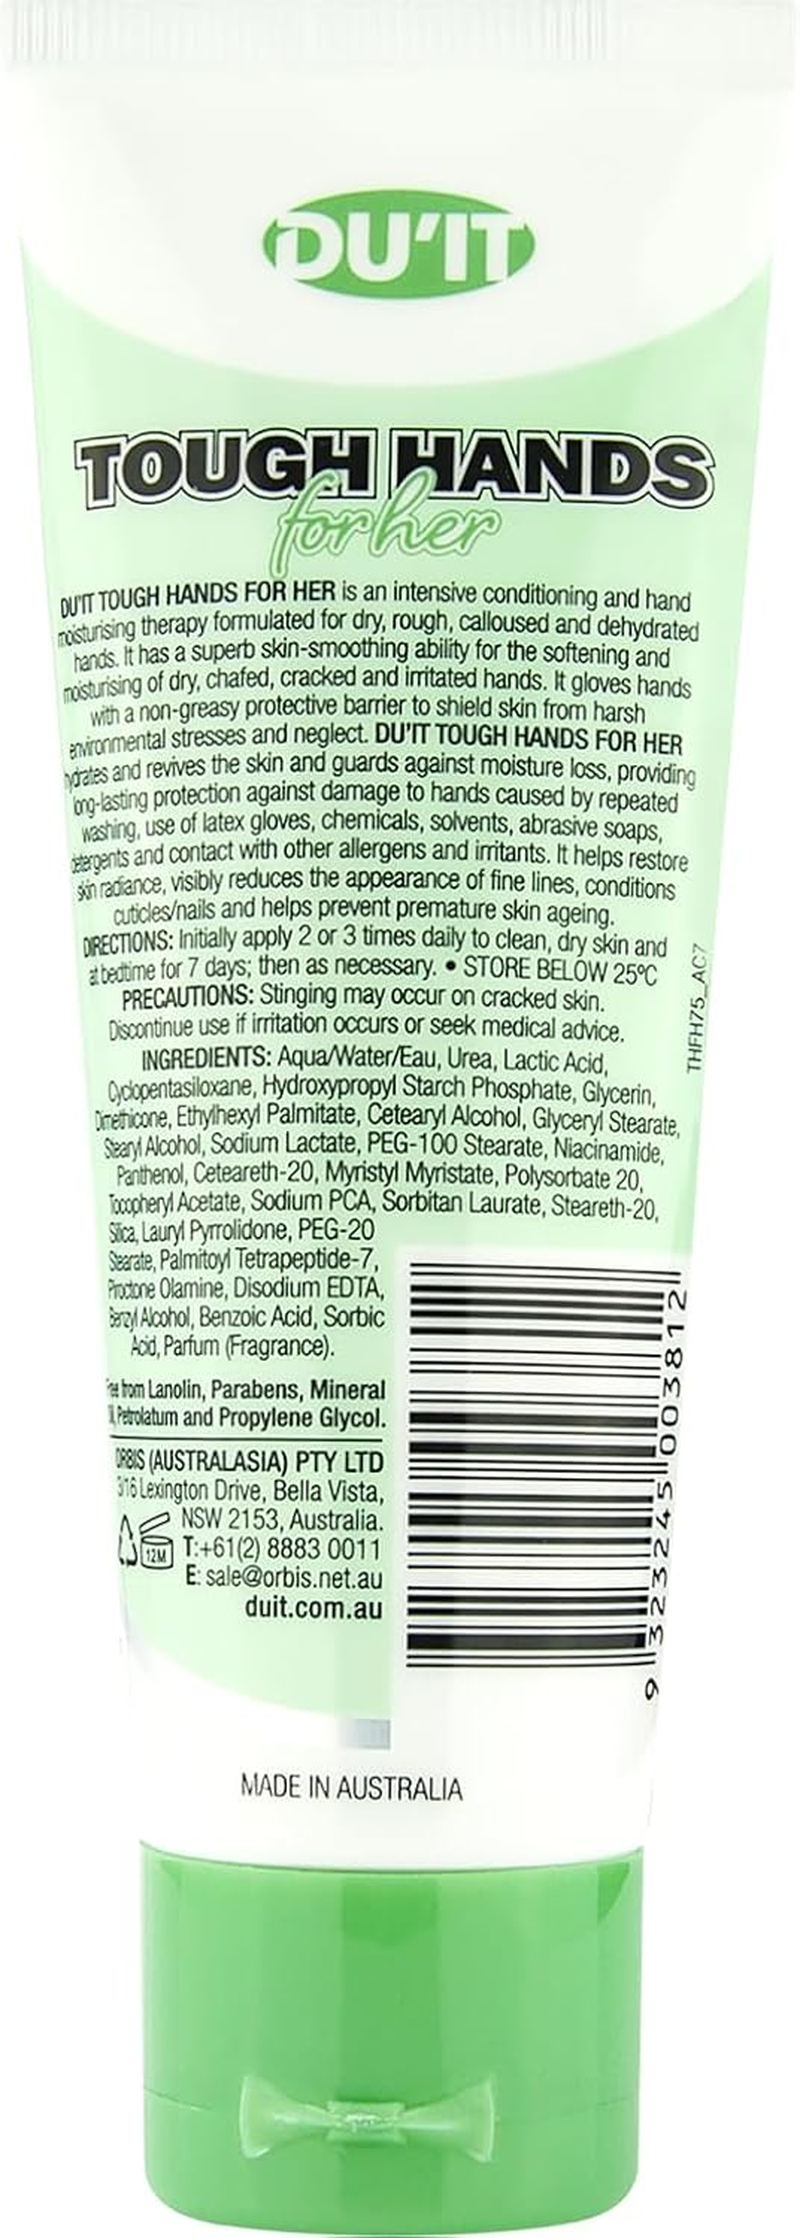 DU'IT
TOUGH HANDS
for her
DU'IT TOUGH HANDS FOR HER is an intensive conditioning and hand
moisturising therapy formulated for dry, rough, calloused and dehydrated
hands. It has a superb skin-smoothing ability for the softening and
moisturising of dry, chafed, cracked and irritated hands. It gloves hands
with a non-greasy protective barrier to shield skin from harsh
environmental stresses and neglect. DU'IT TOUGH HANDS FOR HER
hydrates and revives the skin and guards against moisture loss, providing
long-lasting protection against damage to hands caused by repeated
washing, use of latex gloves, chemicals, solvents, abrasive soaps,
detergents and contact with other allergens and irritants. It helps restore
skin radiance, visibly reduces the appearance of fine lines, conditions
cuticles/nails and helps prevent premature skin ageing.
DIRECTIONS: Initially apply 2 or 3 times daily to clean, dry skin and
at bedtime for 7 days; then as necessary. • STORE BELOW 25ºC
PRECAUTIONS: Stinging may occur on cracked skin.
Discontinue use if irritation occurs or seek medical advice.
THFH75_AC7
INGREDIENTS: Aqua/Water/Eau, Urea, Lactic Acid,
Cyclopentasiloxane, Hydroxypropyl Starch Phosphate, Glycerin,
Dimethicone, Ethylhexyl Palmitate, Cetearyl Alcohol, Glyceryl Stearate,
Stearyl Alcohol, Sodium Lactate, PEG-100 Stearate, Niacinamide,
Panthenol, Ceteareth-20, Myristyl Myristate, Polysorbate 20,
Tocopheryl Acetate, Sodium PCA, Sorbitan Laurate, Steareth-20,
Silica, Lauryl Pyrrolidone, PEG-20
Stearate, Palmitoyl Tetrapeptide-7,
Piroctone Olamine, Disodium EDTA,
Benzyl Alcohol, Benzoic Acid, Sorbic
Acid, Parfum (Fragrance).
Free from Lanolin, Parabens, Mineral
Petrolatum and Propylene Glycol.
ORBIS (AUSTRALASIA) PTY LTD
3/16 Lexington Drive, Bella Vista,
NSW 2153, Australia.
12M
T:+61(2) 8883 0011
E: sale@orbis.net.au
duit.com.au
9 323245 003812
MADE IN AUSTRALIA